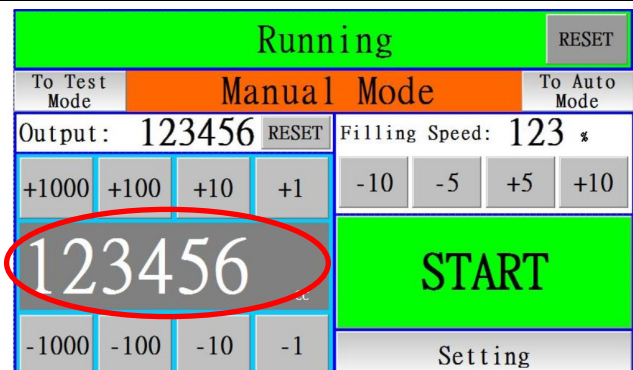 Running
RESET
To Test
Mode
Manual Mode
To Auto
Mode
Output: 123456 RESET
Filling Speed: 123 %
+1000 +100 +10 +1
-10 -5 +5 +10
123456 cc
START
-1000 -100 -10 -1
Setting